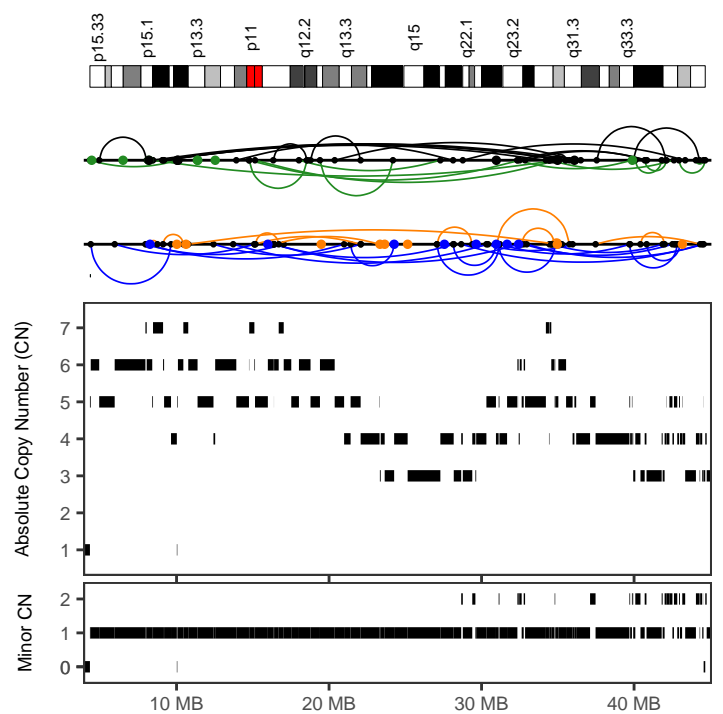 p15.33 p15.1 p13.3 p11 q12.2 q13.3 q15 q22.1 q23.2 q31.3 q33.3
Absolute Copy Number (CN)
7
6
5
4
3
2
1
Minor CN
2
1
0
10 MB 20 MB 30 MB 40 MB